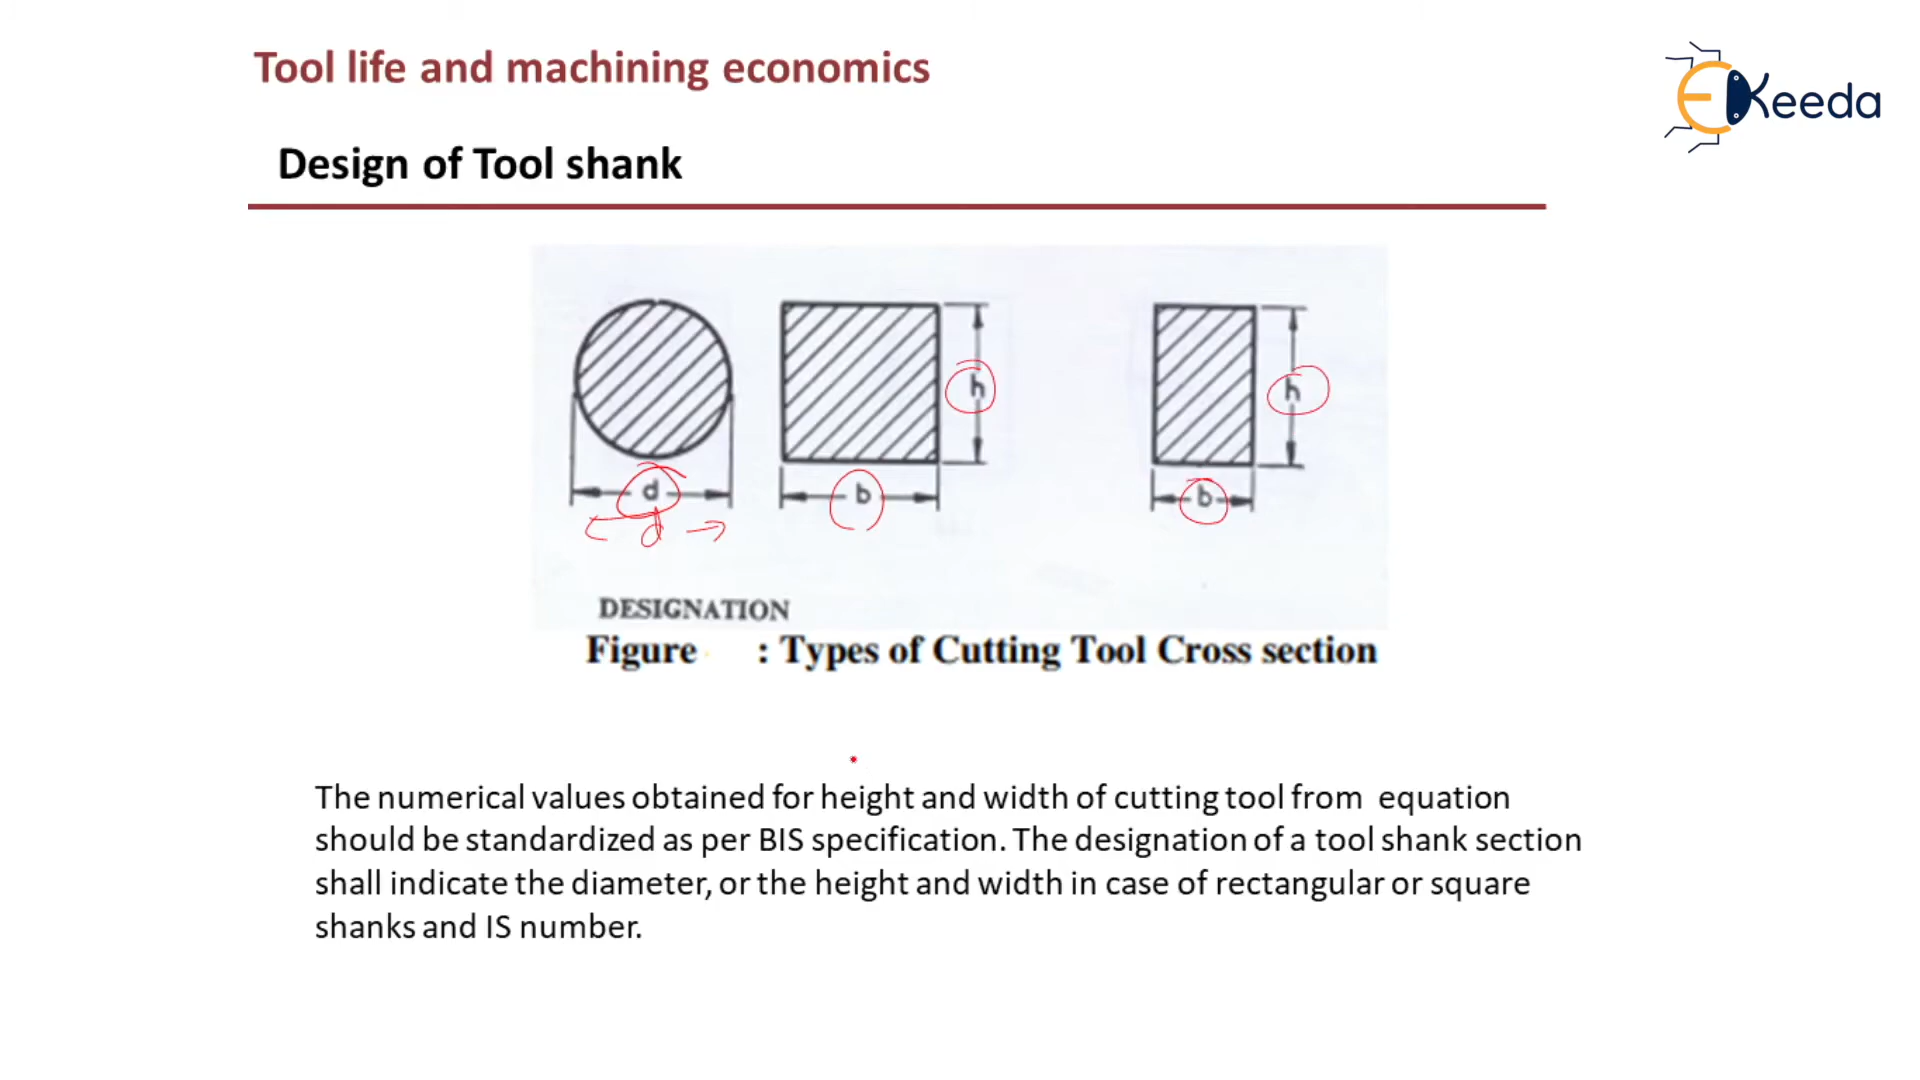 Tool life and machining economics
EKeeda
Design of Tool shank
h
h
d
b
b
d
DESIGNATION
Figure : Types of Cutting Tool Cross section
The numerical values obtained for height and width of cutting tool from equation
should be standardized as per BIS specification. The designation of a tool shank section
shall indicate the diameter, or the height and width in case of rectangular or square
shanks and IS number.